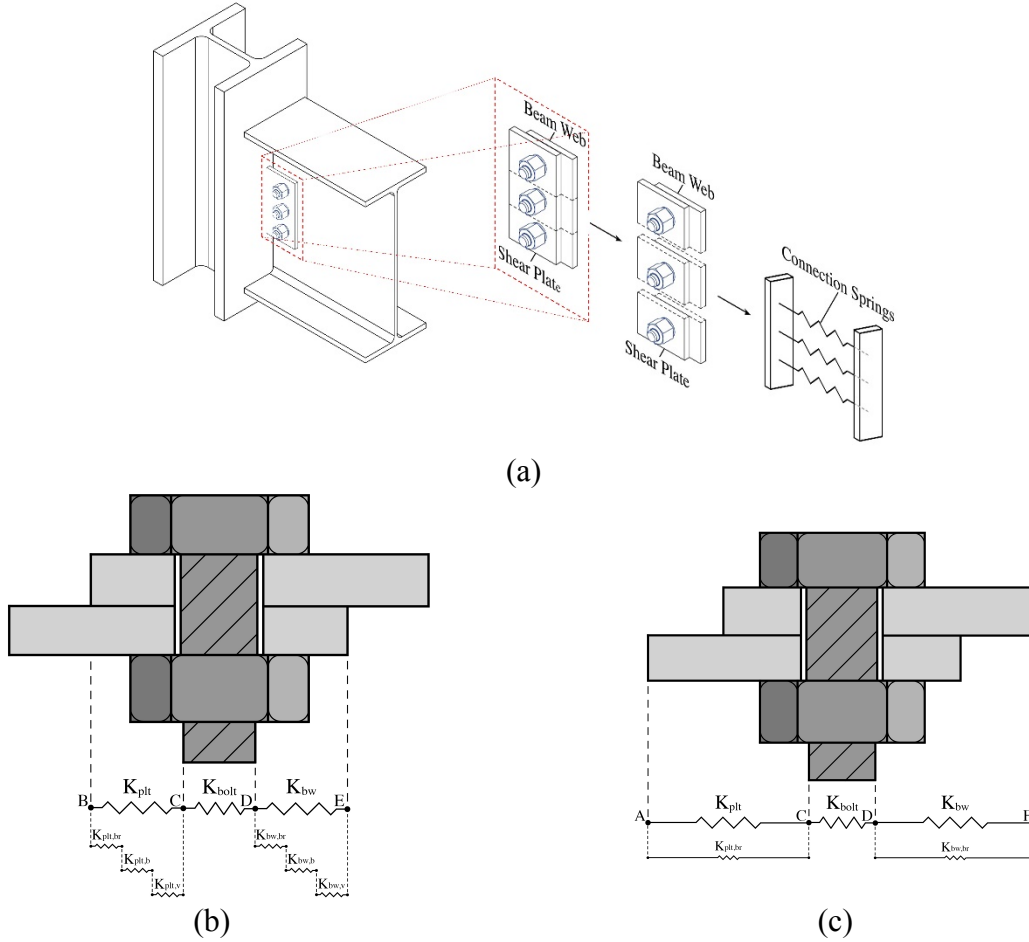 Beam Web
Shear Plate
Beam Web
Shear Plate
Connection Springs
(a)
K_plt K_bolt K_bw
B C D E
K_plt,br K_bw,br
K_plt,b K_bw,b
K_plt,v K_bw,v
(b)
K_plt K_bolt K_bw
A C D F
K_plt,br K_bw,br
(c)